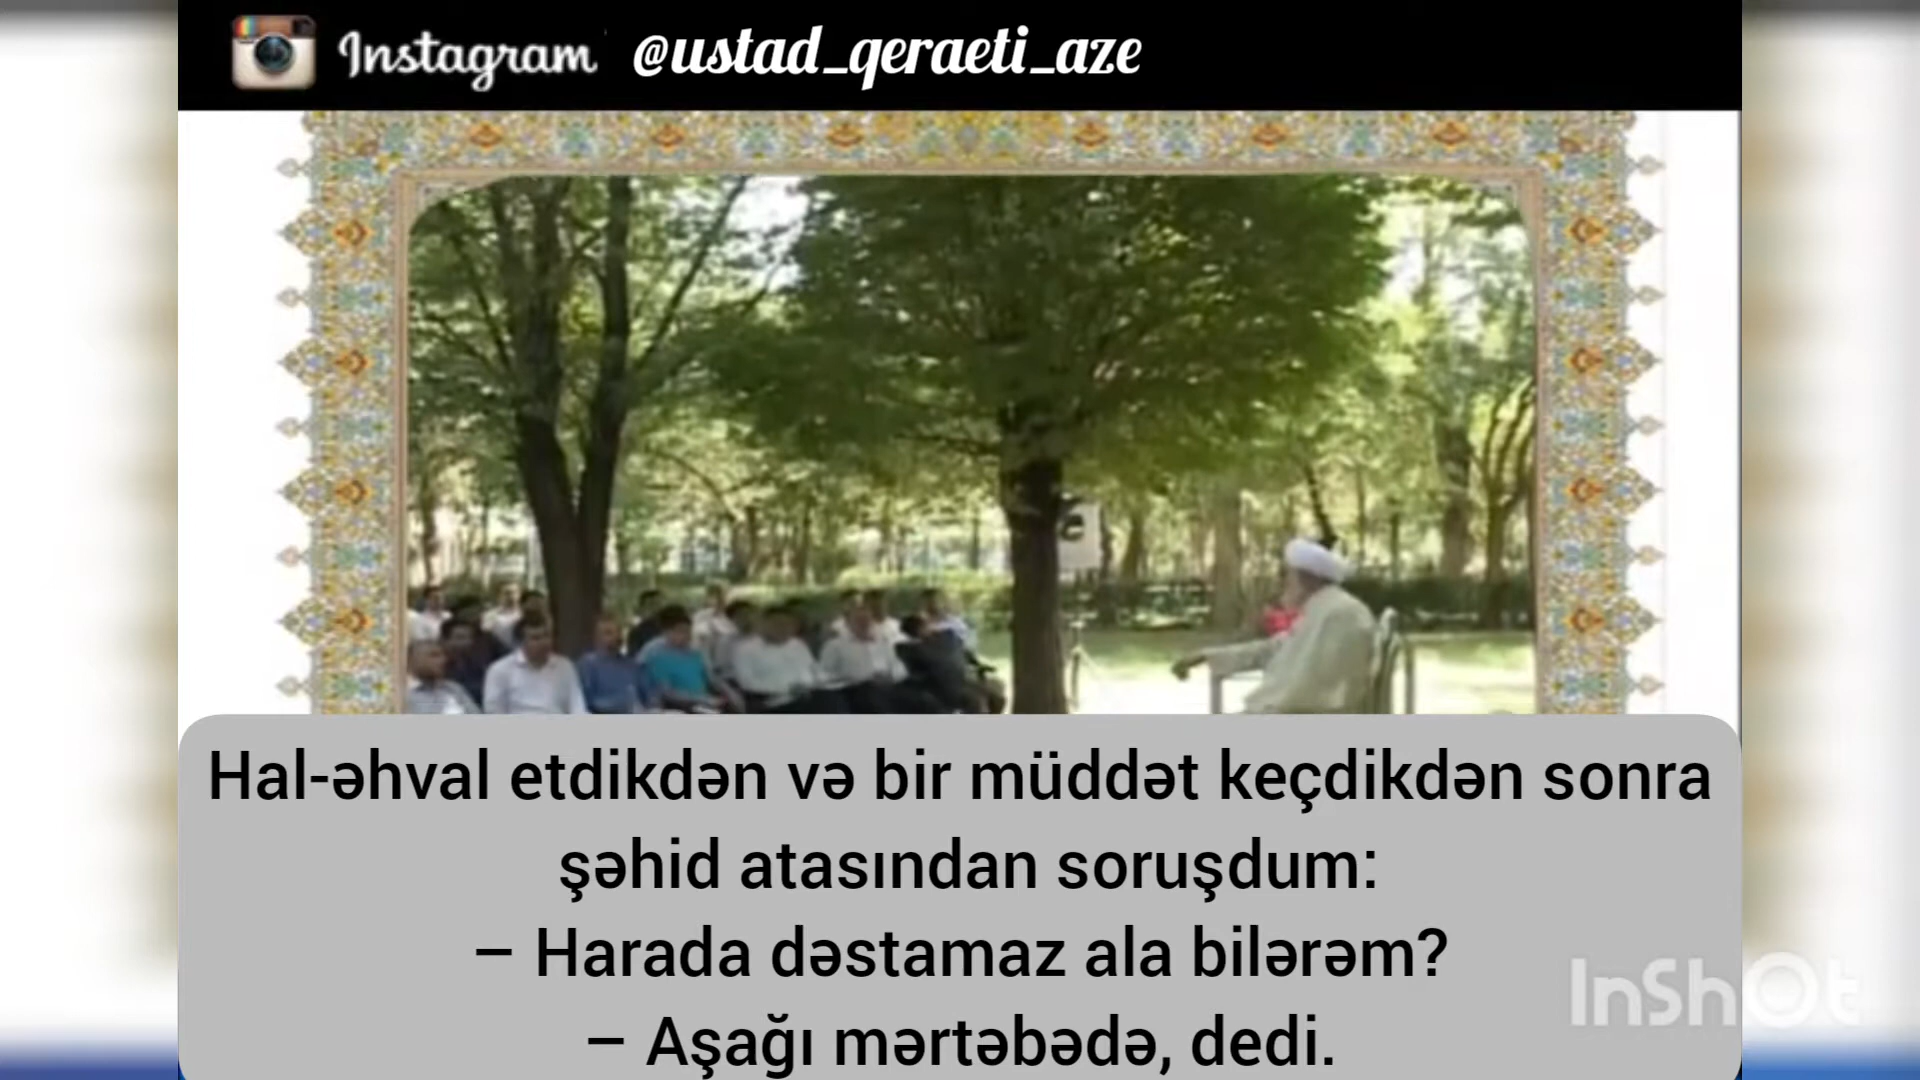 Instagram @ustad_qeraeti_aze
Hal-əhval etdikdən və bir müddət keçdikdən sonra
şəhid atasından soruşdum:
– Harada dəstamaz ala bilərəm?
– Aşağı mərtəbədə, dedi.
InShOt